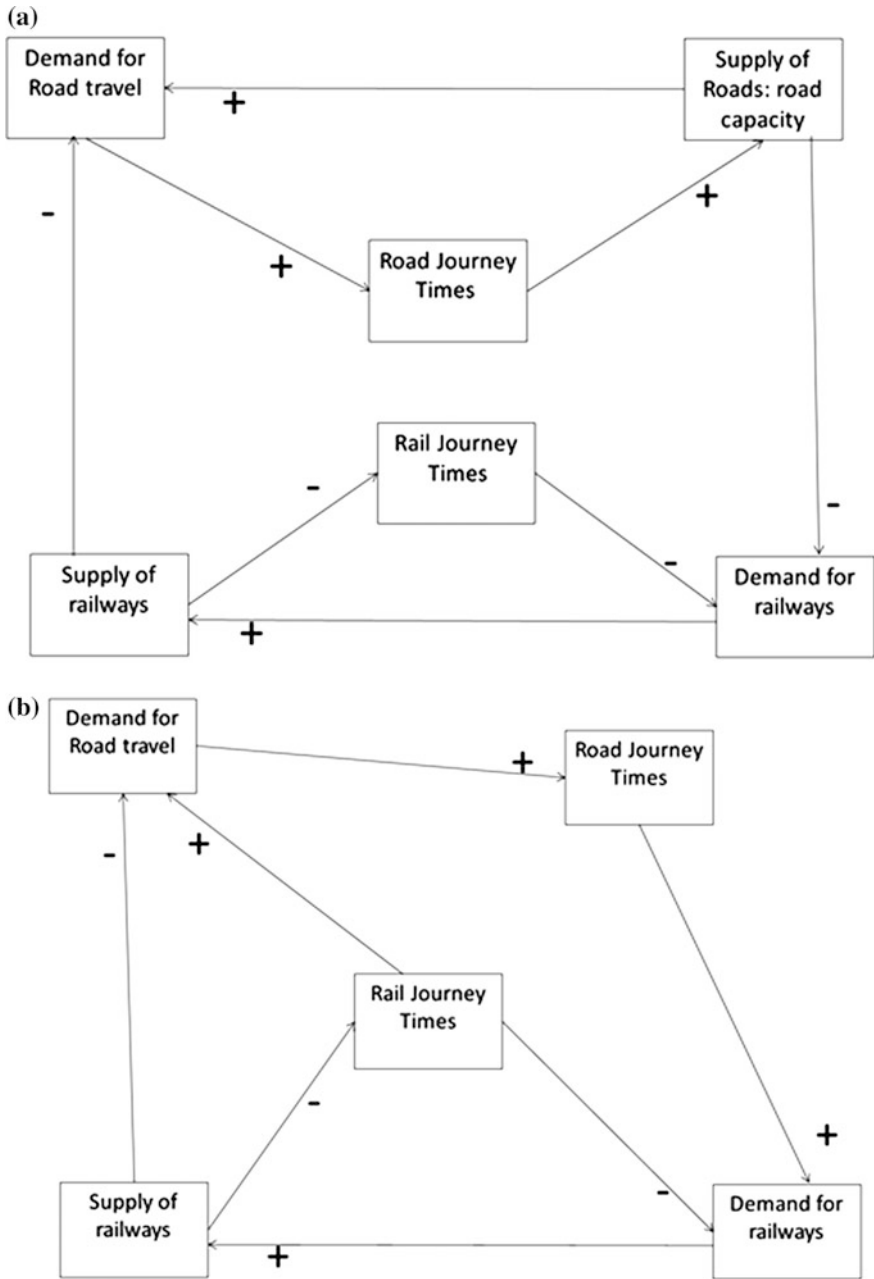 (a)
Demand for
Road travel
Supply of
Roads: road
capacity
+
-
+
+
Road Journey
Times
Rail Journey
Times
-
-
-
Supply of
railways
Demand for
railways
+
(b)
Demand for
Road travel
Road Journey
Times
+
+
-
Rail Journey
Times
-
+
-
Supply of
railways
Demand for
railways
+